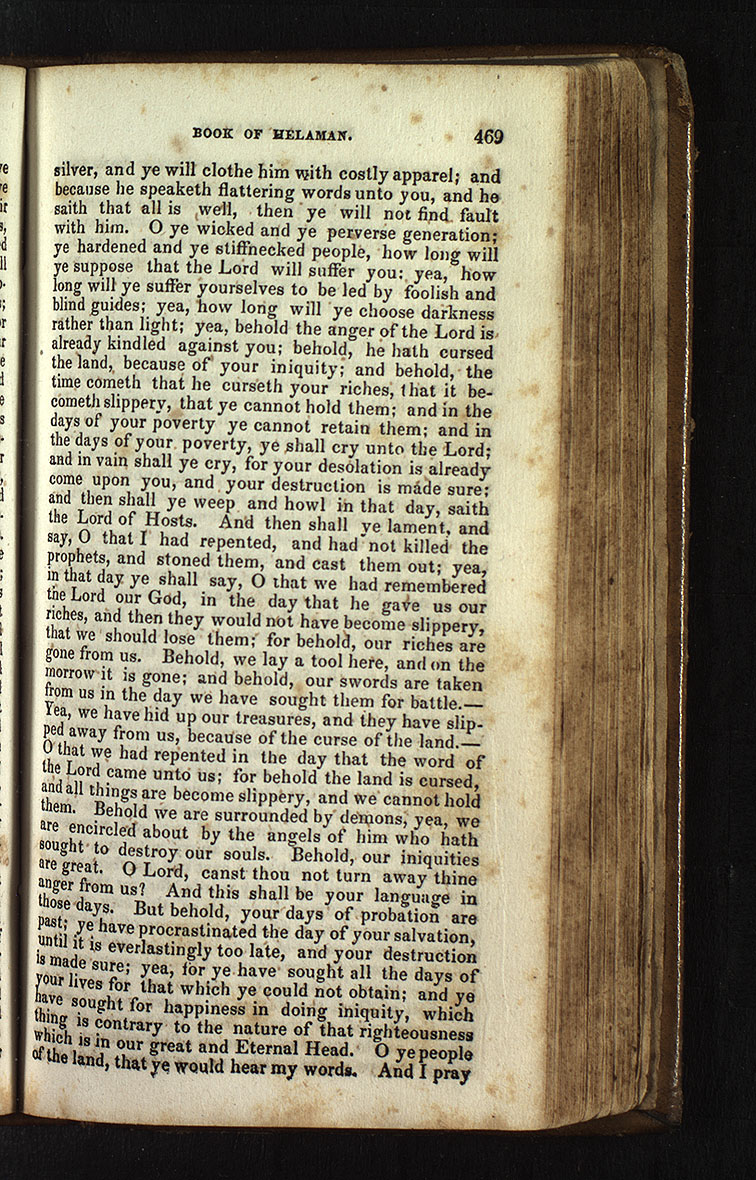 BOOK OF HELAMAN. 469
silver, and ye will clothe him with costly apparel; and
because he speaketh flattering words unto you, and he
saith that all is well, then ye will not find fault
with him. O ye wicked and ye perverse generation;
ye hardened and ye stiffnecked people, how long will
ye suppose that the Lord will suffer you: yea, how
long will ye suffer yourselves to be led by foolish and
blind guides; yea, how long will ye choose darkness
rather than light; yea, behold the anger of the Lord is
already kindled against you; behold, he hath cursed
the land, because of your iniquity; and behold, the
time cometh that he curseth your riches, that it be-
cometh slippery, that ye cannot hold them; and in the
days of your poverty ye cannot retain them; and in
the days of your poverty, ye shall cry unto the Lord;
and in vain shall ye cry, for your desolation is already
come upon you, and your destruction is made sure;
and then shall ye weep and howl in that day, saith
the Lord of Hosts. And then shall ye lament, and
say, O that I had repented, and had not killed the
prophets, and stoned them, and cast them out; yea,
in that day ye shall say, O that we had remembered
the Lord our God, in the day that he gave us our
riches, and then they would not have become slippery,
that we should lose them; for behold, our riches are
gone from us. Behold, we lay a tool here, and on the
morrow it is gone; and behold, our swords are taken
from us in the day we have sought them for battle.—
Yea, we have hid up our treasures, and they have slip-
ped away from us, because of the curse of the land.—
O that we had repented in the day that the word of
the Lord came unto us; for behold the land is cursed,
and all things are become slippery, and we cannot hold
them. Behold we are surrounded by demons, yea, we
are encircled about by the angels of him who hath
sought to destroy our souls. Behold, our iniquities
are great. O Lord, canst thou not turn away thine
anger from us? And this shall be your language in
those days. But behold, your days of probation are
past; ye have procrastinated the day of your salvation,
until it is everlastingly too late, and your destruction
is made sure; yea, for ye have sought all the days of
your lives for that which ye could not obtain; and ye
have sought for happiness in doing iniquity, which
thing is contrary to the nature of that righteousness
which is in our great and Eternal Head. O ye people
of the land, that ye would hear my words. And I pray